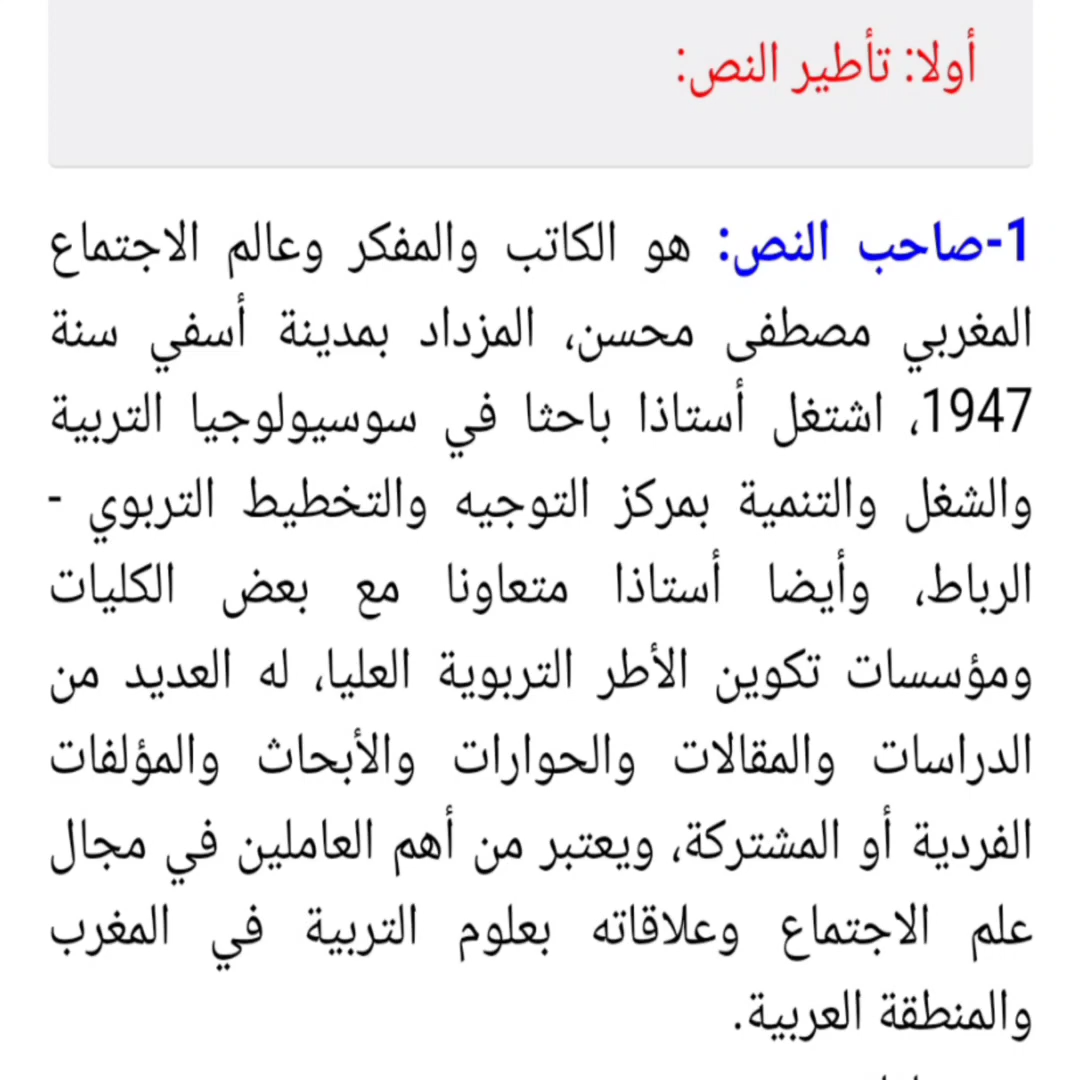 أولا: تأطير النص:
1-صاحب النص: هو الكاتب والمفكر وعالم الاجتماع
المغربي مصطفى محسن، المزداد بمدينة أسفي سنة
1947، اشتغل أستاذا باحثا في سوسيولوجيا التربية
والشغل والتنمية بمركز التوجيه والتخطيط التربوي -
الرباط، وأيضا أستاذا متعاونا مع بعض الكليات
ومؤسسات تكوين الأطر التربوية العليا، له العديد من
الدراسات والمقالات والحوارات والأبحاث والمؤلفات
الفردية أو المشتركة، ويعتبر من أهم العاملين في مجال
علم الاجتماع وعلاقاته بعلوم التربية في المغرب
والمنطقة العربية.